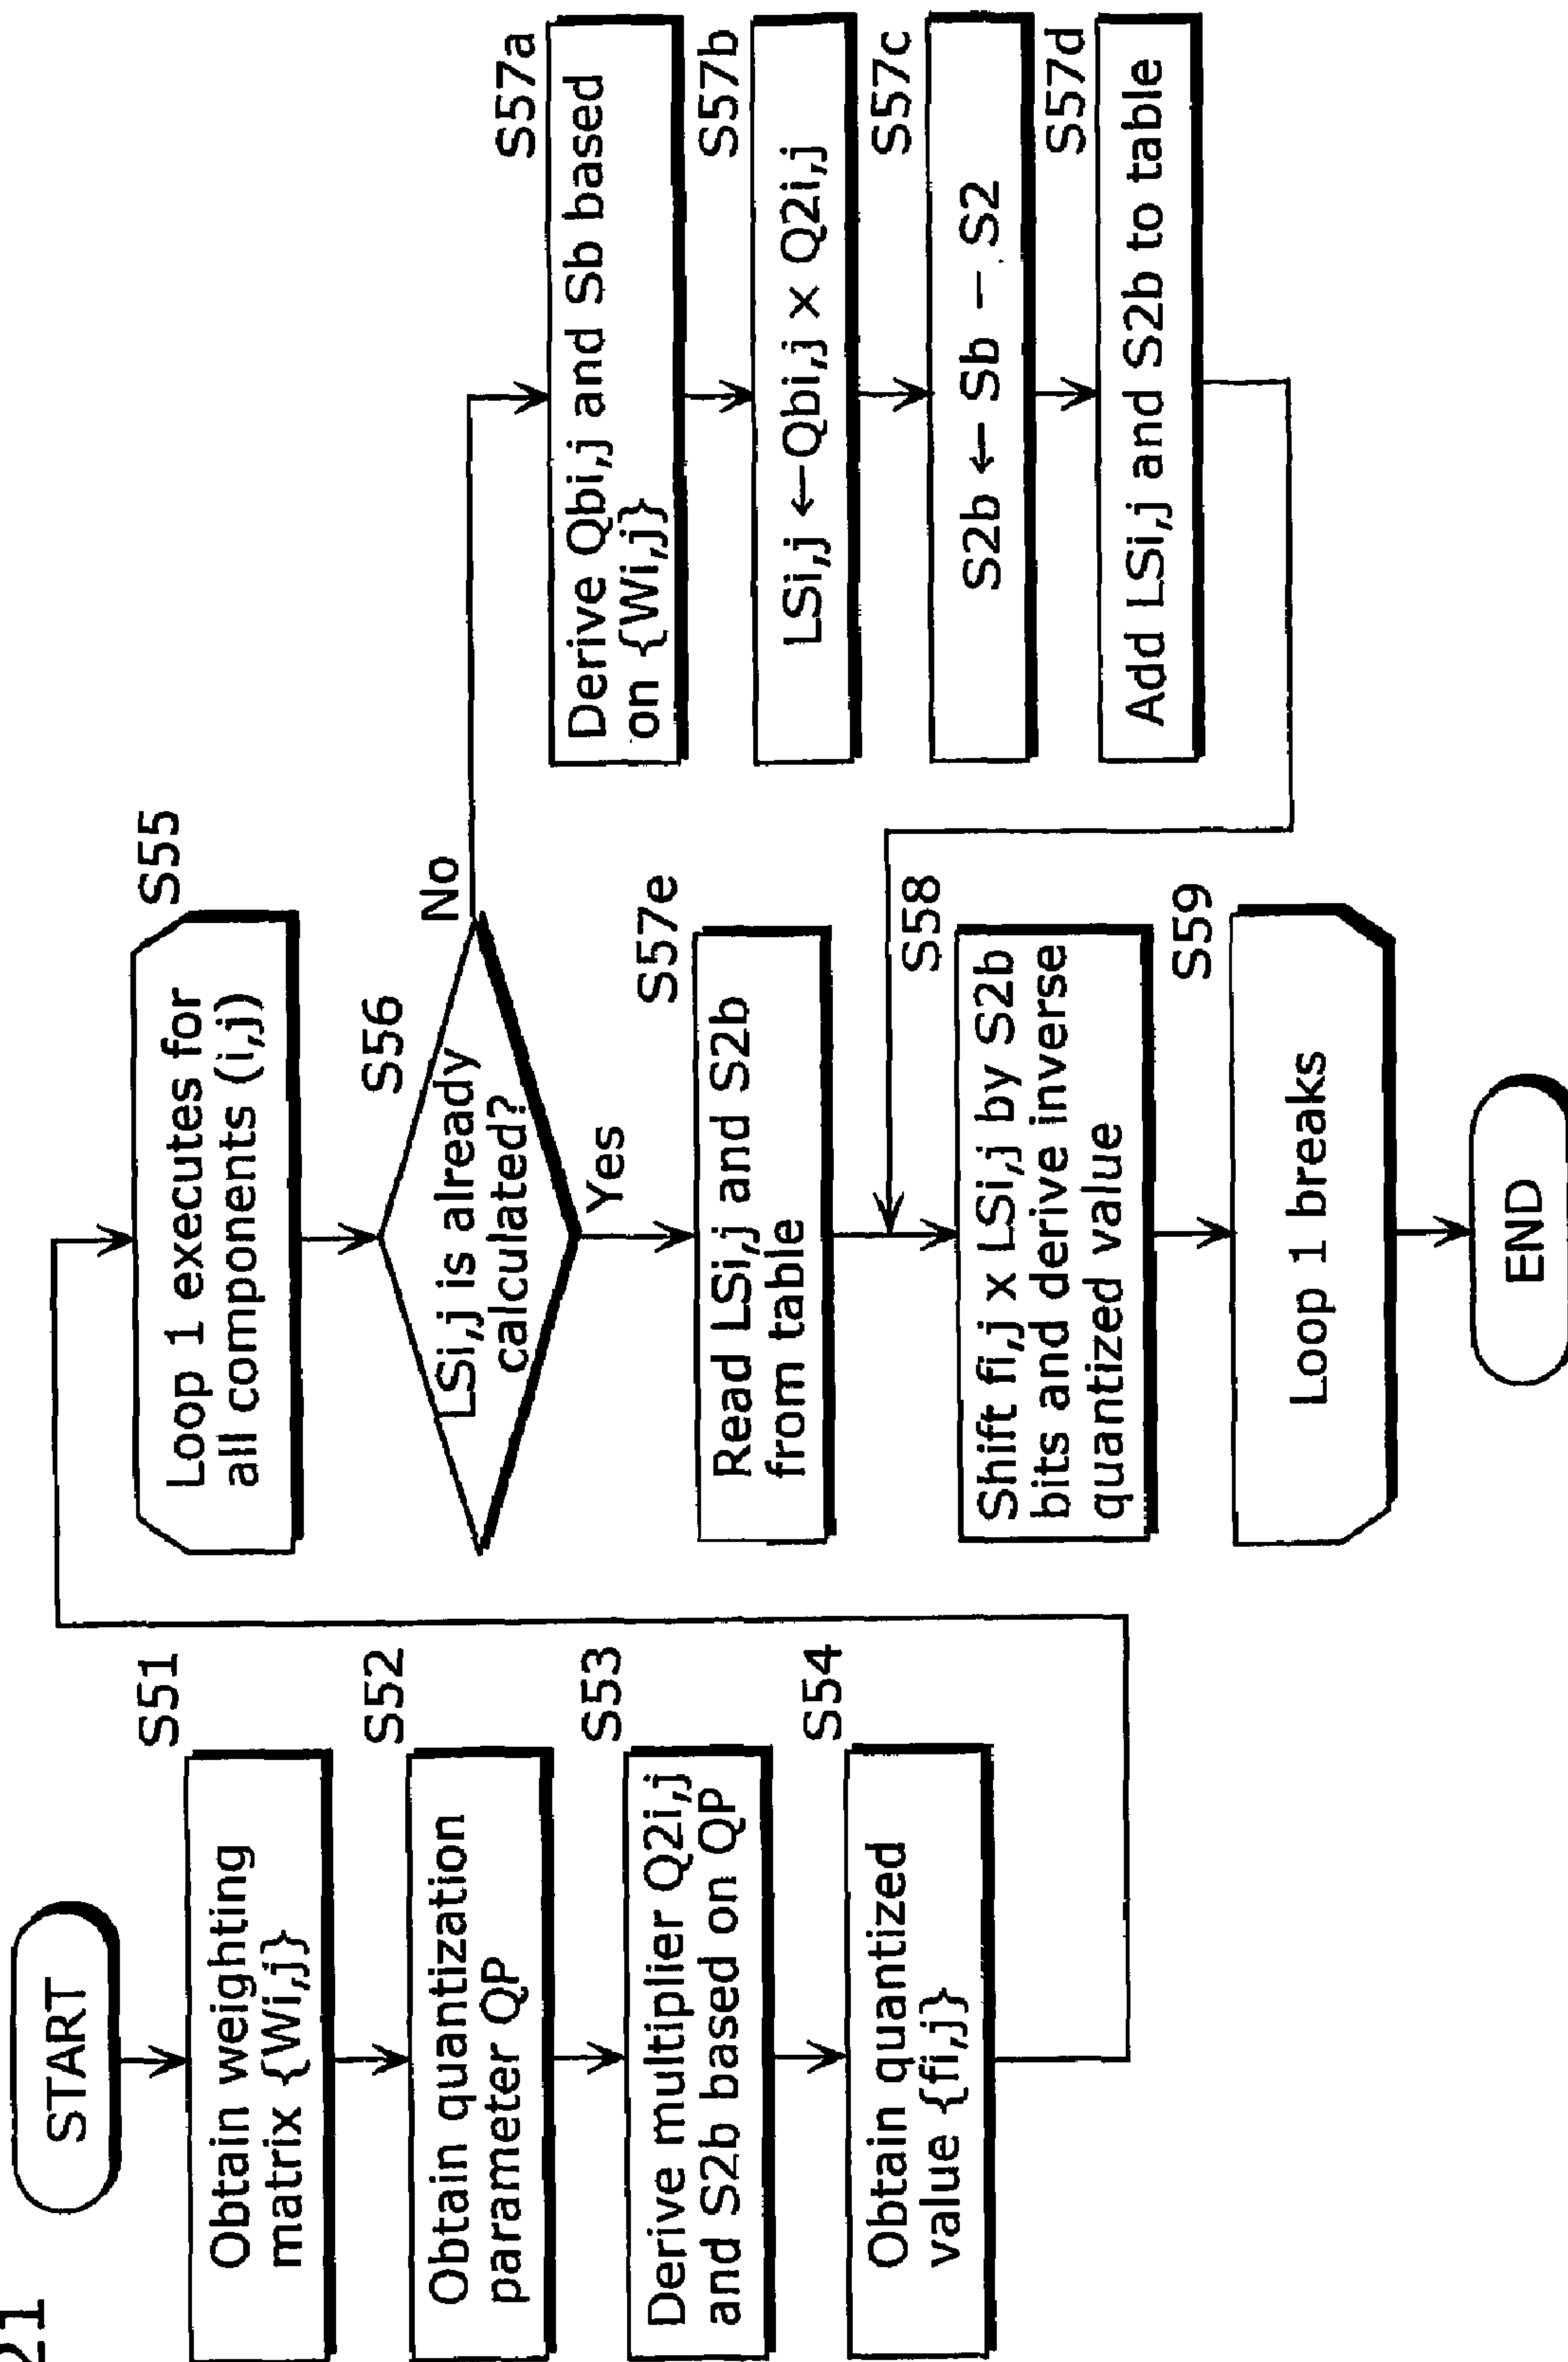 21
START
S51
Obtain weighting
matrix {Wi,j}
S52
Obtain quantization
parameter QP
S53
Derive multiplier Q2i,j
and S2b based on QP
S54
Obtain quantized
value {fi,j}
S55
Loop 1 executes for
all components (i,j)
S56
LSi,j is already
calculated?
No
Yes
S57e
Read LSi,j and S2b
from table
S58
Shift fi,j x LSi,j by S2b
bits and derive inverse
quantized value
S59
Loop 1 breaks
END
S57a
Derive Qbi,j and Sb based
on {Wi,j}
S57b
LSi,j ← Qbi,j × Q2i,j
S57c
S2b ← Sb − S2
S57d
Add LSi,j and S2b to table